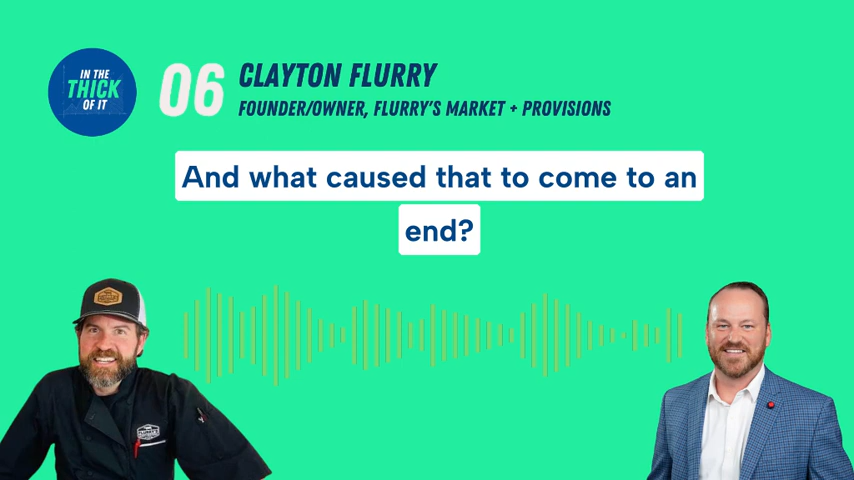 IN THE
THICK
OF IT
06
CLAYTON FLURRY
FOUNDER/OWNER, FLURRY'S MARKET + PROVISIONS
And what caused that to come to an
end?